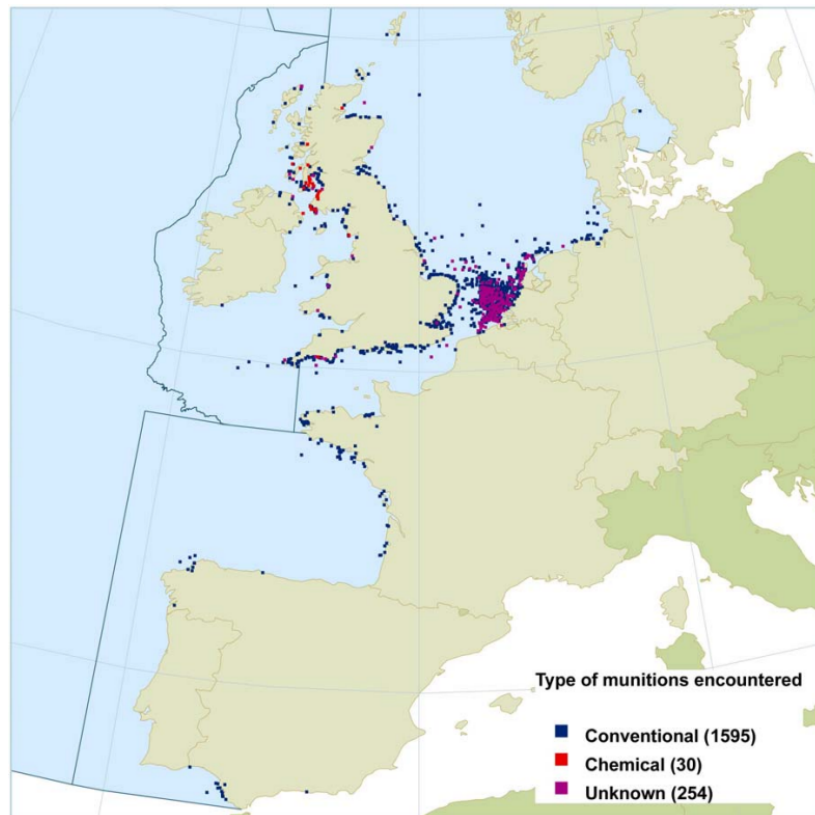 Type of munitions encountered
Conventional (1595)
Chemical (30)
Unknown (254)